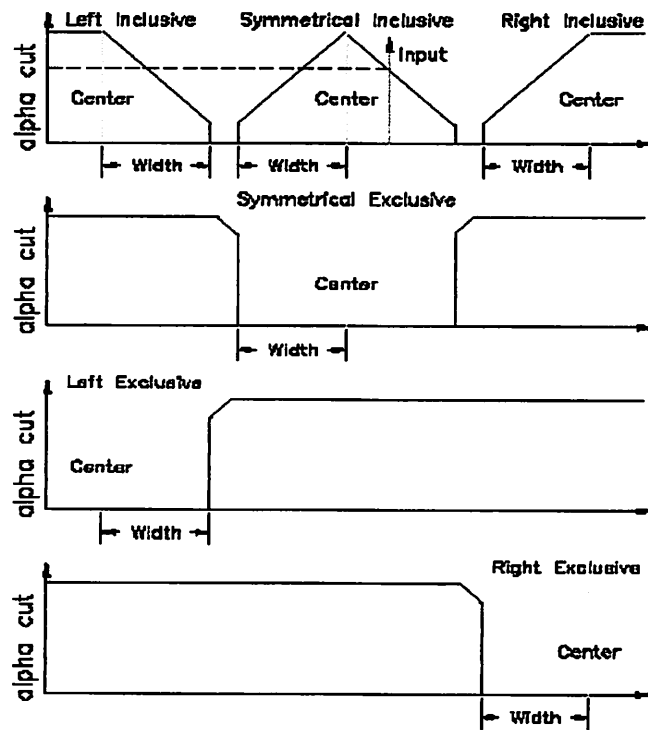 Left Inclusive Symmetrical Inclusive Right Inclusive
Input
alpha cut
Center Center Center
Width Width Width
Symmetrical Exclusive
alpha cut
Center
Width
Left Exclusive
alpha cut
Center
Width
Right Exclusive
alpha cut
Center
Width